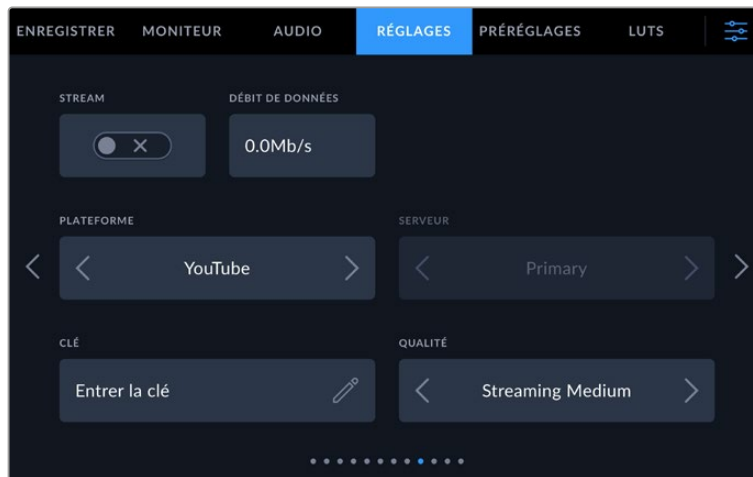 ENREGISTRER MONITEUR AUDIO RÉGLAGES PRÉRÉGLAGES LUTS
STREAM DÉBIT DE DONNÉES
0.0Mb/s
PLATEFORME SERVEUR
YouTube Primary
CLÉ QUALITÉ
Entrer la clé Streaming Medium